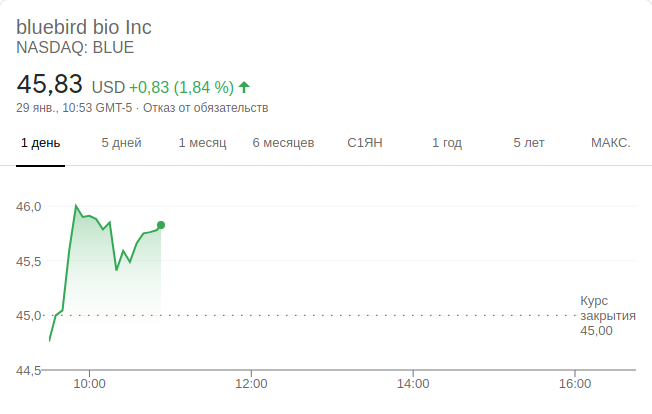 bluebird bio Inc
NASDAQ: BLUE
45,83 USD +0,83 (1,84 %)
29 янв., 10:53 GMT-5 · Отказ от обязательств
1 день 5 дней 1 месяц 6 месяцев С1ЯН 1 год 5 лет МАКС.
46,0
45,5
Курс
45,0 закрытия
45,00
44,5
10:00 12:00 14:00 16:00